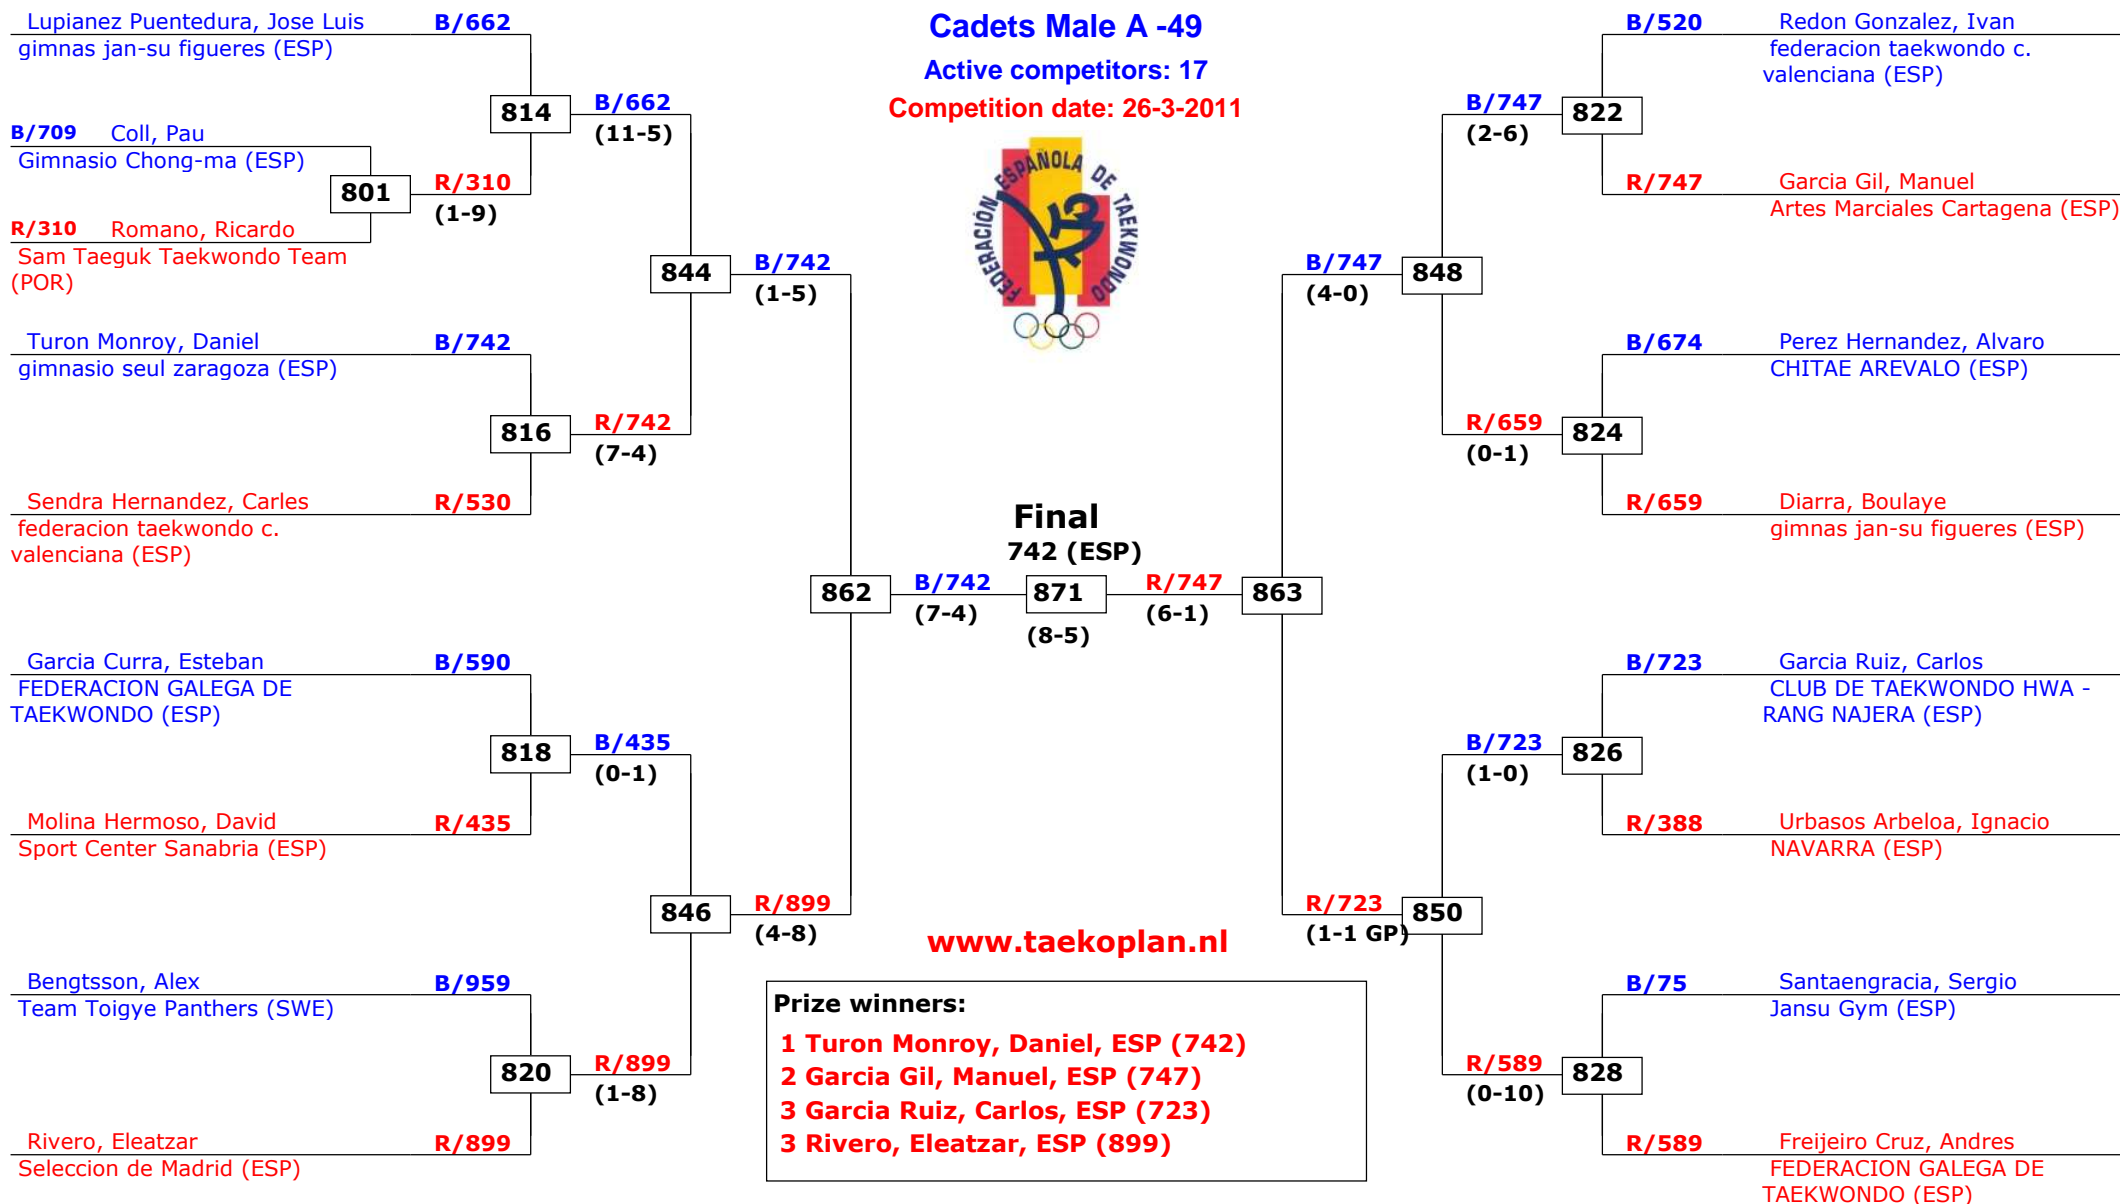 Cadets Male A -49
Active competitors: 17
Competition date: 26-3-2011
FEDERACIÓN ESPAÑOLA DE TAEKWONDO
Lupianez Puentedura, Jose Luis B/662
gimnas jan-su figueres (ESP)
814
B/662
(11-5)
B/709 Coll, Pau
Gimnasio Chong-ma (ESP)
801
R/310
(1-9)
R/310 Romano, Ricardo
Sam Taeguk Taekwondo Team
(POR)
844
B/742
(1-5)
Turon Monroy, Daniel B/742
gimnasio seul zaragoza (ESP)
816
R/742
(7-4)
Sendra Hernandez, Carles R/530
federacion taekwondo c.
valenciana (ESP)
862
B/742
(7-4)
Garcia Curra, Esteban B/590
FEDERACION GALEGA DE
TAEKWONDO (ESP)
818
B/435
(0-1)
Molina Hermoso, David R/435
Sport Center Sanabria (ESP)
846
R/899
(4-8)
Bengtsson, Alex B/959
Team Toigye Panthers (SWE)
820
R/899
(1-8)
Rivero, Eleatzar R/899
Seleccion de Madrid (ESP)
Final
742 (ESP)
871
(8-5)
R/747
(6-1)
863
B/520 Redon Gonzalez, Ivan
federacion taekwondo c.
valenciana (ESP)
B/747
(2-6)
822
R/747 Garcia Gil, Manuel
Artes Marciales Cartagena (ESP)
B/747
(4-0)
848
B/674 Perez Hernandez, Alvaro
CHITAE AREVALO (ESP)
R/659
(0-1)
824
R/659 Diarra, Boulaye
gimnas jan-su figueres (ESP)
B/723 Garcia Ruiz, Carlos
CLUB DE TAEKWONDO HWA -
RANG NAJERA (ESP)
B/723
(1-0)
826
R/388 Urbasos Arbeloa, Ignacio
NAVARRA (ESP)
R/723
(1-1 GP)
850
B/75 Santaengracia, Sergio
Jansu Gym (ESP)
R/589
(0-10)
828
R/589 Freijeiro Cruz, Andres
FEDERACION GALEGA DE
TAEKWONDO (ESP)
www.taekoplan.nl
Prize winners:
1 Turon Monroy, Daniel, ESP (742)
2 Garcia Gil, Manuel, ESP (747)
3 Garcia Ruiz, Carlos, ESP (723)
3 Rivero, Eleatzar, ESP (899)